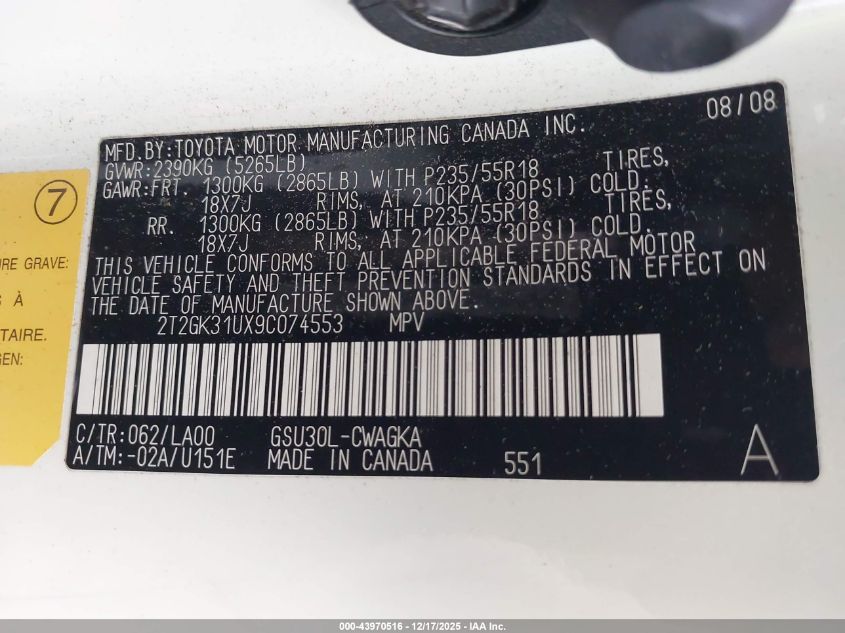 08/08
MFD.BY:TOYOTA MOTOR MANUFACTURING CANADA INC.
GVWR:2390KG (5265LB)
GAWR:FRT 1300KG (2865LB) WITH P235/55R18 TIRES,
18X7J RIMS, AT 210KPA (30PSI) COLD.
RR. 1300KG (2865LB) WITH P235/55R18 TIRES,
18X7J RIMS, AT 210KPA (30PSI) COLD.
THIS VEHICLE CONFORMS TO ALL APPLICABLE FEDERAL MOTOR
VEHICLE SAFETY AND THEFT PREVENTION STANDARDS IN EFFECT ON
THE DATE OF MANUFACTURE SHOWN ABOVE.
2T2GK31UX9C074553 MPV
C/TR:062/LA00 GSU30L-CWAGKA
A/TM:-02A/U151E MADE IN CANADA 551 A
7
URE GRAVE:
S À
TAIRE.
GEN:
000-43970516 - 12/17/2025 - IAA Inc.